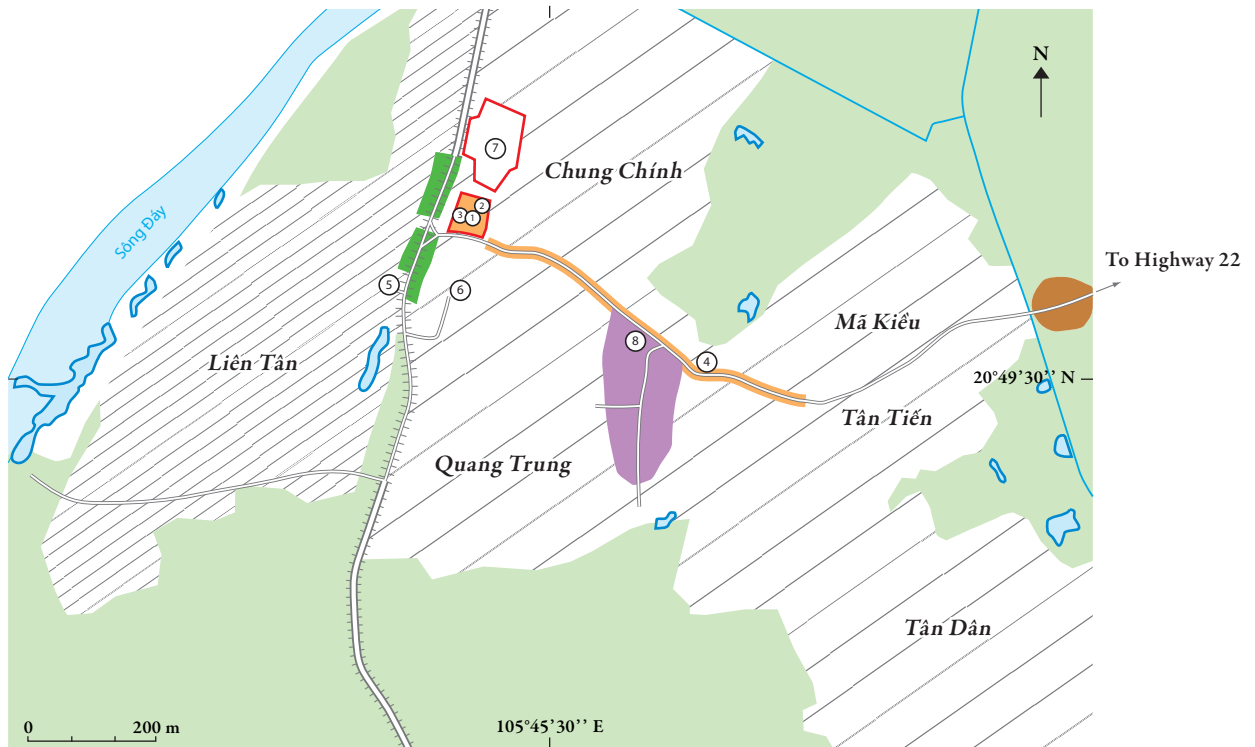 N
7
Chung Chính
2
3
1
Sông Đáy
To Highway 22
5
6
Mã Kiều
8
4
Liên Tân
20°49'30'' N
Tân Tiến
Quang Trung
Tân Dân
0
200 m
105°45'30'' E